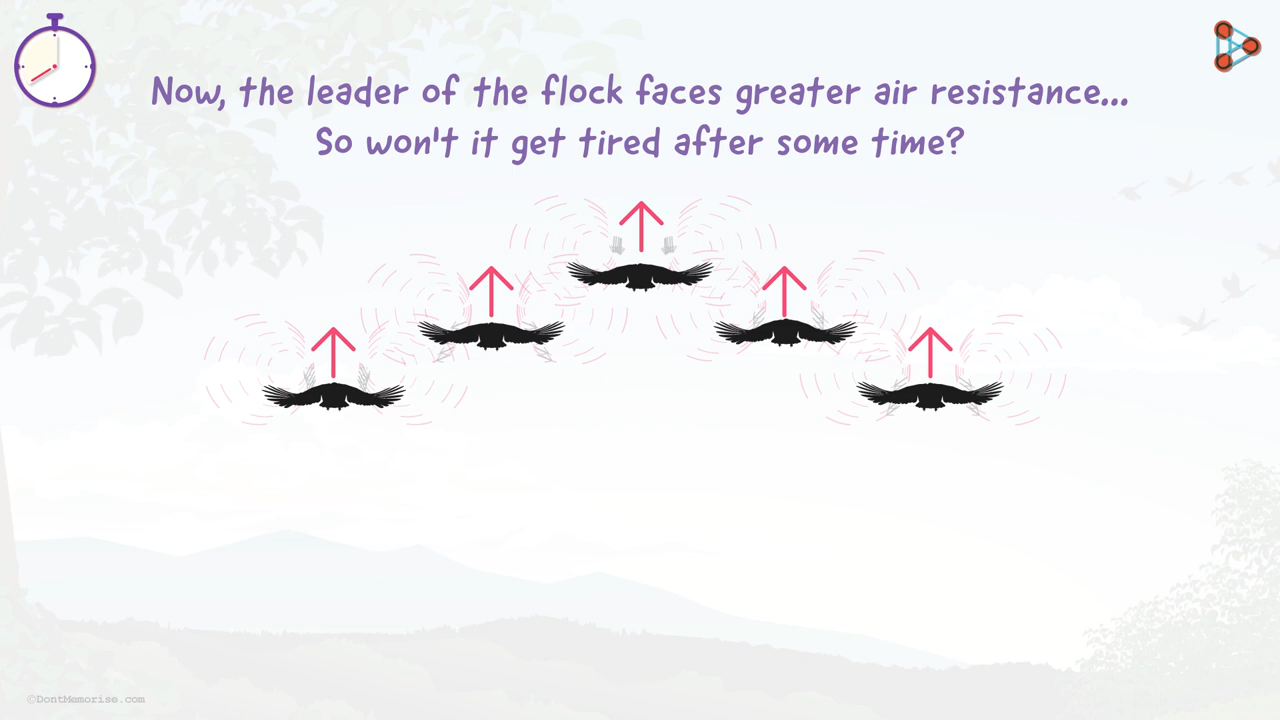 Now, the leader of the flock faces greater air resistance...
So won't it get tired after some time?
©DontMemorise.com